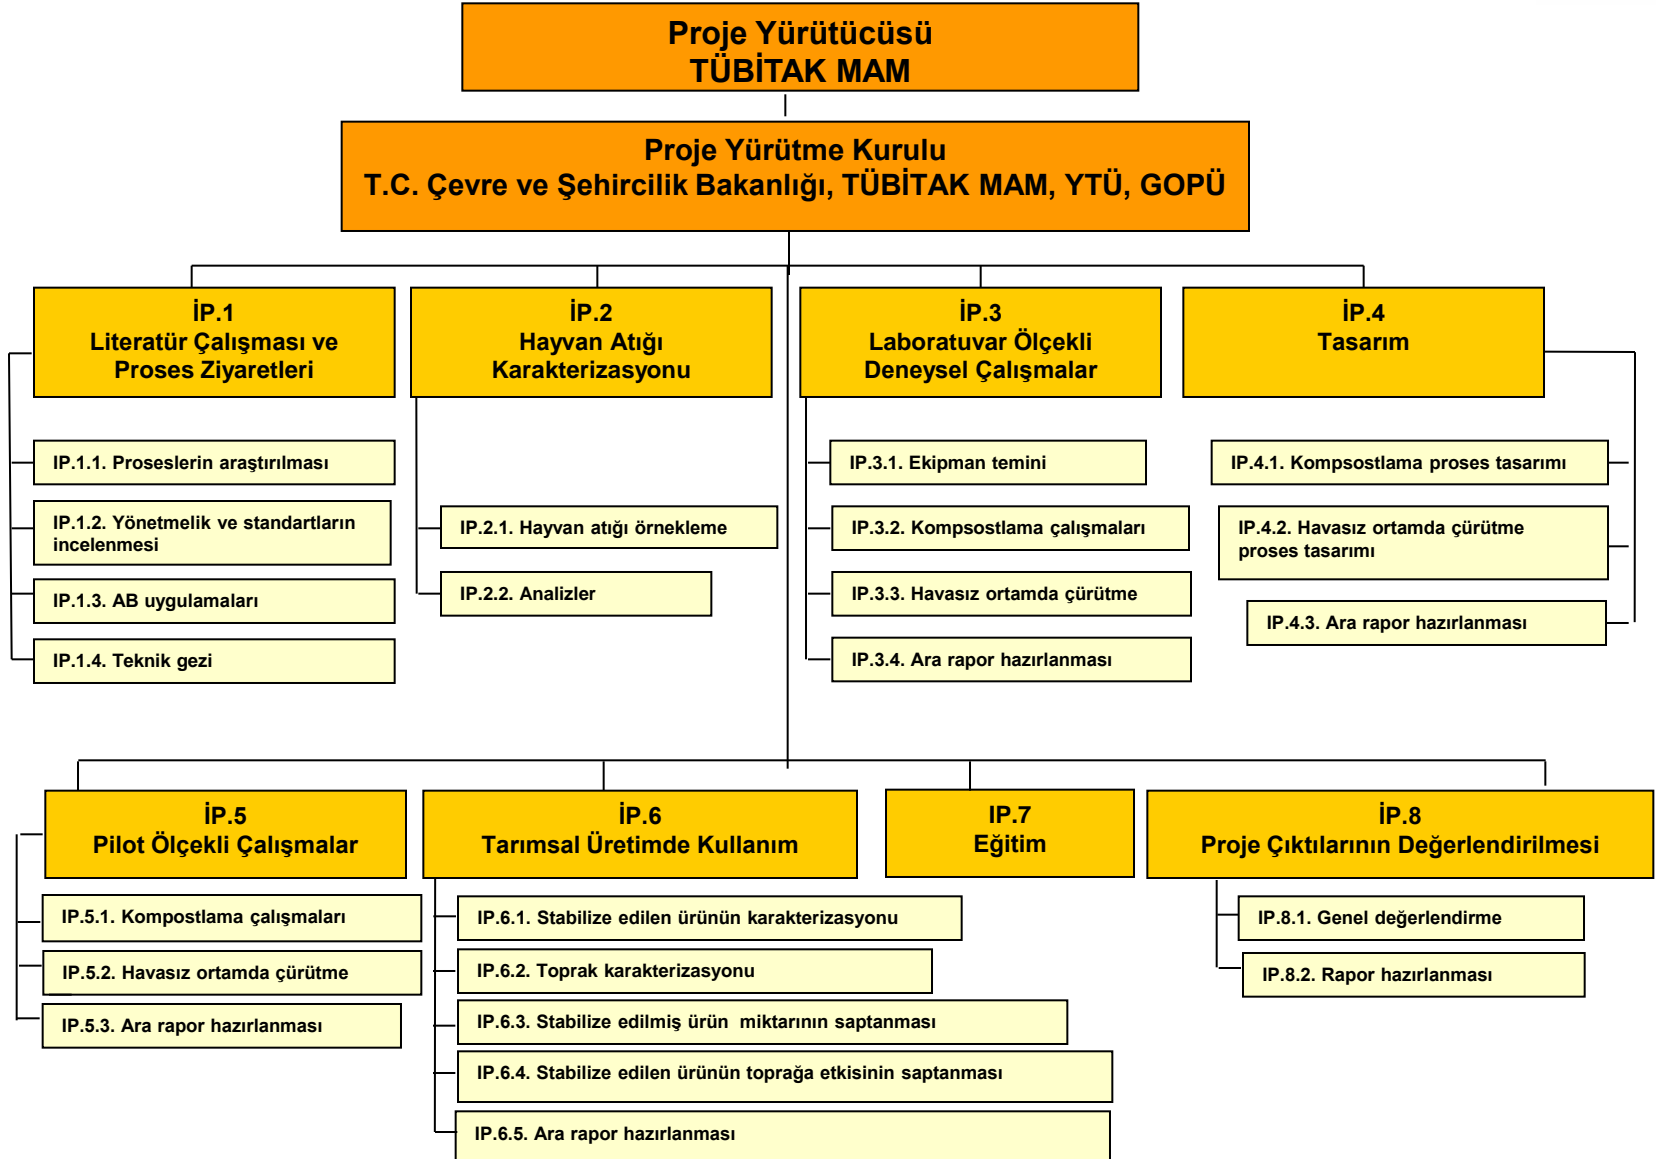 Proje Yürütücüsü
TÜBİTAK MAM
Proje Yürütme Kurulu
T.C. Çevre ve Şehircilik Bakanlığı, TÜBİTAK MAM, YTÜ, GOPÜ
İP.1
Literatür Çalışması ve
Proses Ziyaretleri
İP.2
Hayvan Atığı
Karakterizasyonu
İP.3
Laboratuvar Ölçekli
Deneysel Çalışmalar
İP.4
Tasarım
IP.1.1. Proseslerin araştırılması
IP.1.2. Yönetmelik ve standartların
incelenmesi
IP.1.3. AB uygulamaları
IP.1.4. Teknik gezi
IP.2.1. Hayvan atığı örnekleme
IP.2.2. Analizler
IP.3.1. Ekipman temini
IP.3.2. Kompsostlama çalışmaları
IP.3.3. Havasız ortamda çürütme
IP.3.4. Ara rapor hazırlanması
IP.4.1. Kompsostlama proses tasarımı
IP.4.2. Havasız ortamda çürütme
proses tasarımı
IP.4.3. Ara rapor hazırlanması
İP.5
Pilot Ölçekli Çalışmalar
İP.6
Tarımsal Üretimde Kullanım
IP.7
Eğitim
İP.8
Proje Çıktılarının Değerlendirilmesi
IP.5.1. Kompostlama çalışmaları
IP.5.2. Havasız ortamda çürütme
IP.5.3. Ara rapor hazırlanması
IP.6.1. Stabilize edilen ürünün karakterizasyonu
IP.6.2. Toprak karakterizasyonu
IP.6.3. Stabilize edilmiş ürün  miktarının saptanması
IP.6.4. Stabilize edilen ürünün toprağa etkisinin saptanması
IP.6.5. Ara rapor hazırlanması
IP.8.1. Genel değerlendirme
IP.8.2. Rapor hazırlanması